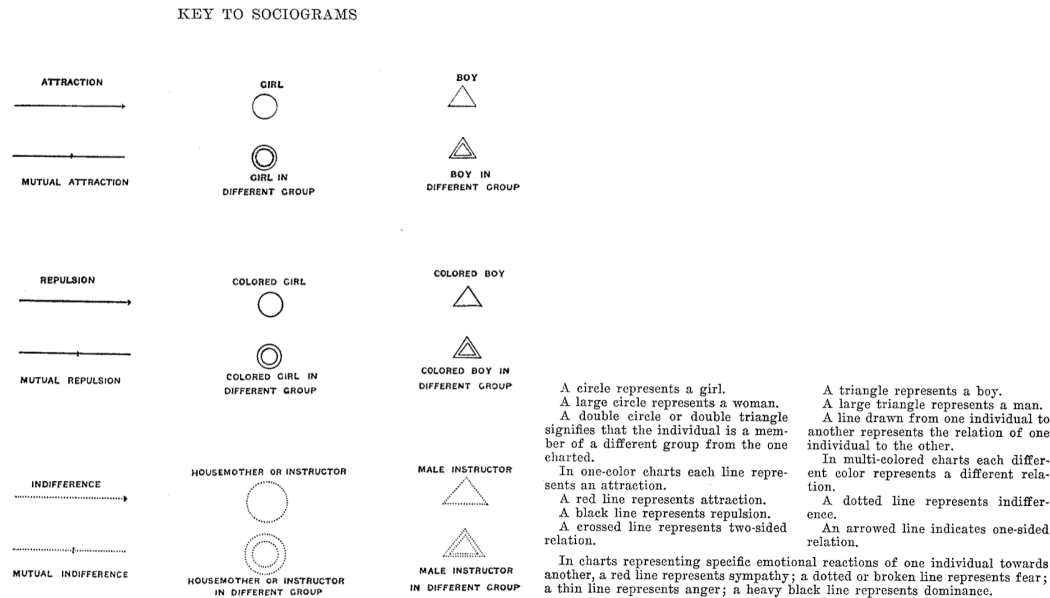 KEY TO SOCIOGRAMS
ATTRACTION
GIRL
BOY
MUTUAL ATTRACTION
GIRL IN
DIFFERENT GROUP
BOY IN
DIFFERENT GROUP
REPULSION
COLORED GIRL
COLORED BOY
MUTUAL REPULSION
COLORED GIRL IN
DIFFERENT GROUP
COLORED BOY IN
DIFFERENT GROUP
INDIFFERENCE
HOUSEMOTHER OR INSTRUCTOR
MALE INSTRUCTOR
MUTUAL INDIFFERENCE
HOUSEMOTHER OR INSTRUCTOR
IN DIFFERENT GROUP
MALE INSTRUCTOR
IN DIFFERENT GROUP
A circle represents a girl.
A large circle represents a woman.
A double circle or double triangle
signifies that the individual is a mem-
ber of a different group from the one
charted.
In one-color charts each line repre-
sents an attraction.
A red line represents attraction.
A black line represents repulsion.
A crossed line represents two-sided
relation.
A triangle represents a boy.
A large triangle represents a man.
A line drawn from one individual to
another represents the relation of one
individual to the other.
In multi-colored charts each differ-
ent color represents a different rela-
tion.
A dotted line represents indiffer-
ence.
An arrowed line indicates one-sided
relation.
In charts representing specific emotional reactions of one individual towards
another, a red line represents sympathy; a dotted or broken line represents fear;
a thin line represents anger; a heavy black line represents dominance.